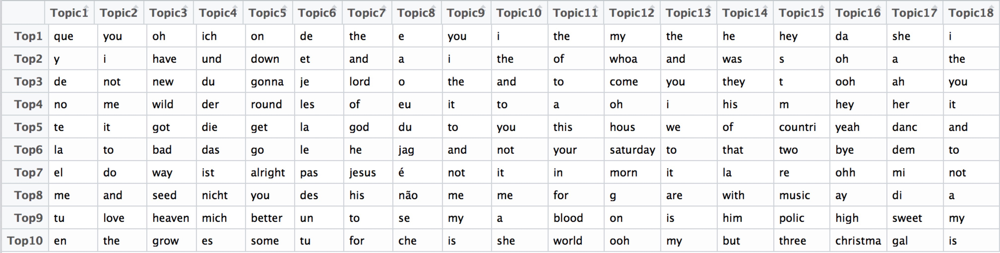 Topic1 Topic2 Topic3 Topic4 Topic5 Topic6 Topic7 Topic8 Topic9 Topic10 Topic11 Topic12 Topic13 Topic14 Topic15 Topic16 Topic17 Topic18
Top1 que you oh ich on de the e you i the my the he hey da she i
Top2 y i have und down et and a i the of whoa and was s oh a the
Top3 de not new du gonna je lord o the and to come you they t ooh ah you
Top4 no me wild der round les of eu it to a oh i his m hey her it
Top5 te it got die get la god du to you this hous we of countri yeah danc and
Top6 la to bad das go le he jag and not your saturday to that two bye dem to
Top7 el do way ist alright pas jesus é not it in morn it la re ohh mi not
Top8 me and seed nicht you des his não me me for g are with music ay di a
Top9 tu love heaven mich better un to se my a blood on is him polic high sweet my
Top10 en the grow es some tu for che is she world ooh my but three christma gal is